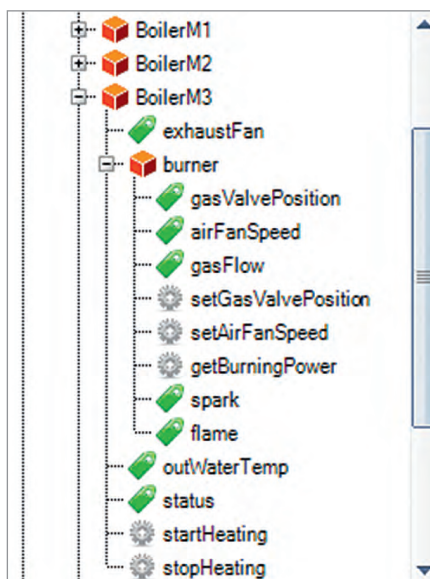 BoilerM1
BoilerM2
BoilerM3
exhaustFan
burner
gasValvePosition
airFanSpeed
gasFlow
setGasValvePosition
setAirFanSpeed
getBurningPower
spark
flame
outWaterTemp
status
startHeating
stopHeating